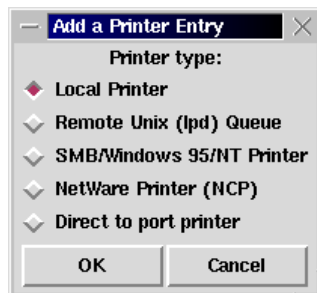 Add a Printer Entry
Printer type:
Local Printer
Remote Unix (lpd) Queue
SMB/Windows 95/NT Printer
NetWare Printer (NCP)
Direct to port printer
OK Cancel